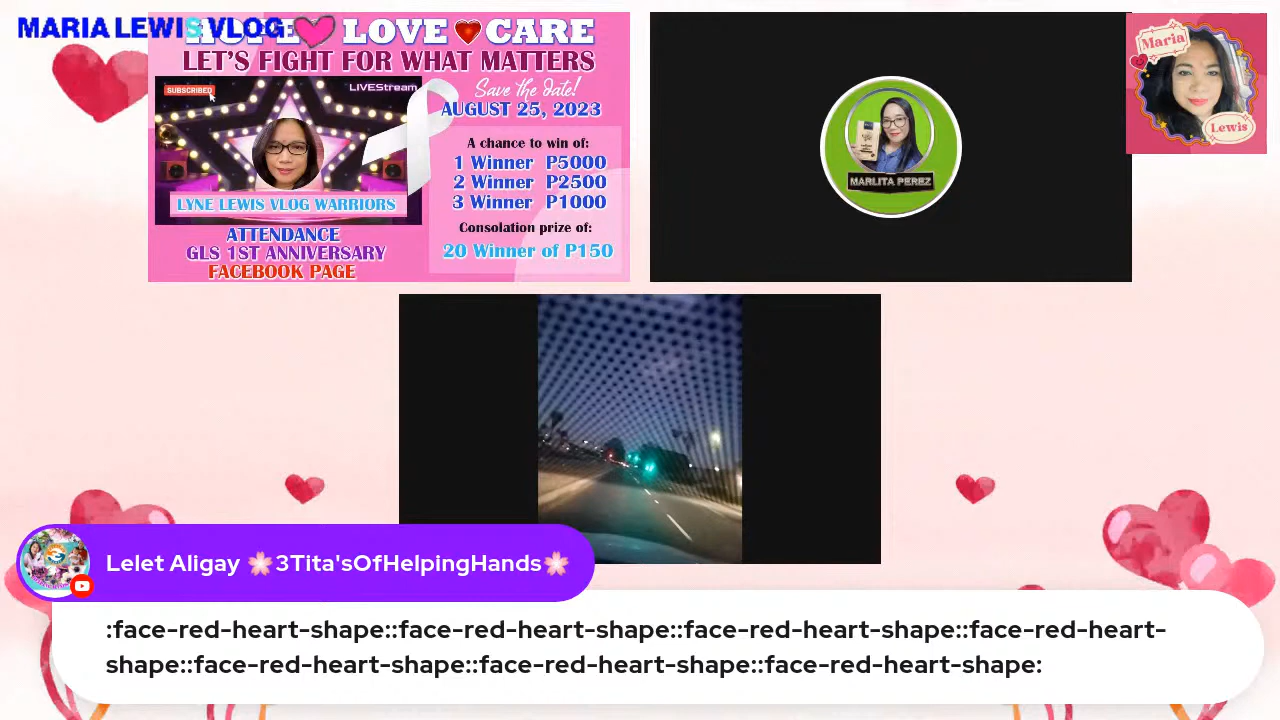 MARIA LEWIS VLOG
HOPE LOVE CARE
LET'S FIGHT FOR WHAT MATTERS
SUBSCRIBED
LIVEStream
LYNE LEWIS VLOG WARRIORS
ATTENDANCE
GLS 1ST ANNIVERSARY
FACEBOOK PAGE
Save the date!
AUGUST 25, 2023
A chance to win of:
1 Winner P5000
2 Winner P2500
3 Winner P1000
Consolation prize of:
20 Winner of P150
MARLITA PEREZ
Maria
Lewis
Lelet Aligay 🌸3Tita'sOfHelpingHands🌸
:face-red-heart-shape::face-red-heart-shape::face-red-heart-shape::face-red-heart-
shape::face-red-heart-shape::face-red-heart-shape::face-red-heart-shape: